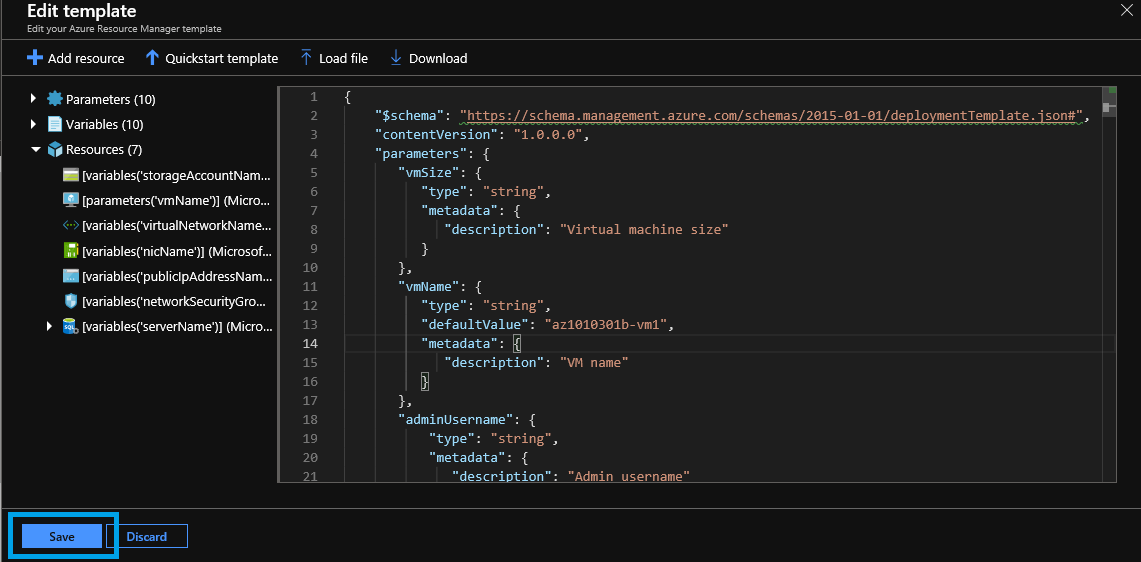 Edit template
Edit your Azure Resource Manager template
Add resource Quickstart template Load file Download
Parameters (10)
Variables (10)
Resources (7)
[variables('storageAccountNam...
[parameters('vmName')] (Micro...
[variables('virtualNetworkName...
[variables('nicName')] (Microsof...
[variables('publicIpAddressNam...
[variables('networkSecurityGro...
[variables('serverName')] (Micro...
1 {
2 "$schema": "https://schema.management.azure.com/schemas/2015-01-01/deploymentTemplate.json#",
3 "contentVersion": "1.0.0.0",
4 "parameters": {
5 "vmSize": {
6 "type": "string",
7 "metadata": {
8 "description": "Virtual machine size"
9 }
10 },
11 "vmName": {
12 "type": "string",
13 "defaultValue": "az1010301b-vm1",
14 "metadata": {
15 "description": "VM name"
16 }
17 },
18 "adminUsername": {
19 "type": "string",
20 "metadata": {
21 "description": "Admin username"
Save Discard